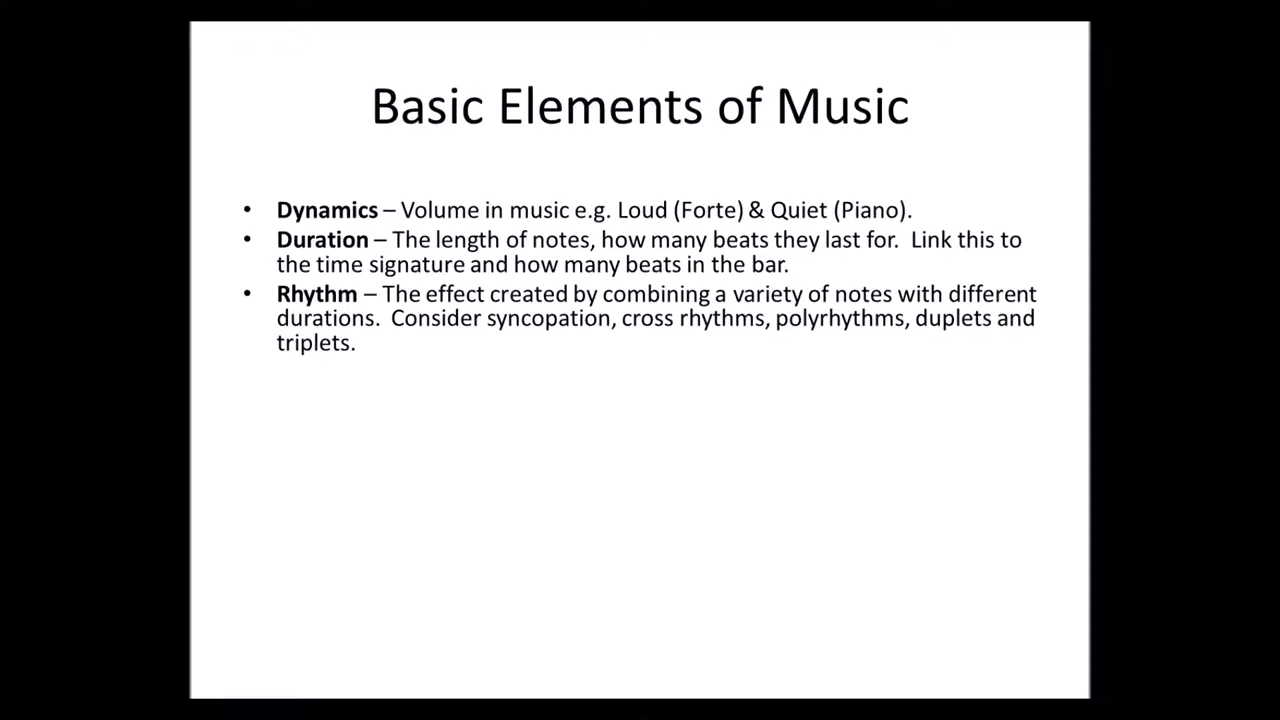 Basic Elements of Music
• Dynamics – Volume in music e.g. Loud (Forte) & Quiet (Piano).
• Duration – The length of notes, how many beats they last for.  Link this to
the time signature and how many beats in the bar.
• Rhythm – The effect created by combining a variety of notes with different
durations.  Consider syncopation, cross rhythms, polyrhythms, duplets and
triplets.